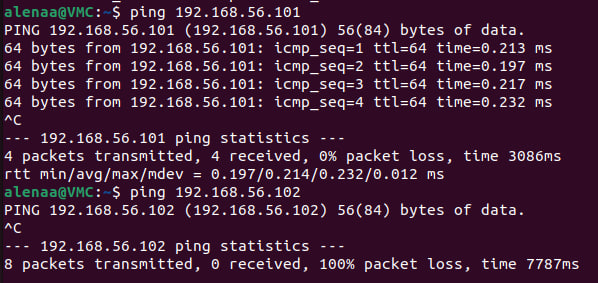 alenaa@VMC:~$ ping 192.168.56.101
PING 192.168.56.101 (192.168.56.101) 56(84) bytes of data.
64 bytes from 192.168.56.101: icmp_seq=1 ttl=64 time=0.213 ms
64 bytes from 192.168.56.101: icmp_seq=2 ttl=64 time=0.197 ms
64 bytes from 192.168.56.101: icmp_seq=3 ttl=64 time=0.217 ms
64 bytes from 192.168.56.101: icmp_seq=4 ttl=64 time=0.232 ms
^C
--- 192.168.56.101 ping statistics ---
4 packets transmitted, 4 received, 0% packet loss, time 3086ms
rtt min/avg/max/mdev = 0.197/0.214/0.232/0.012 ms
alenaa@VMC:~$ ping 192.168.56.102
PING 192.168.56.102 (192.168.56.102) 56(84) bytes of data.
^C
--- 192.168.56.102 ping statistics ---
8 packets transmitted, 0 received, 100% packet loss, time 7787ms